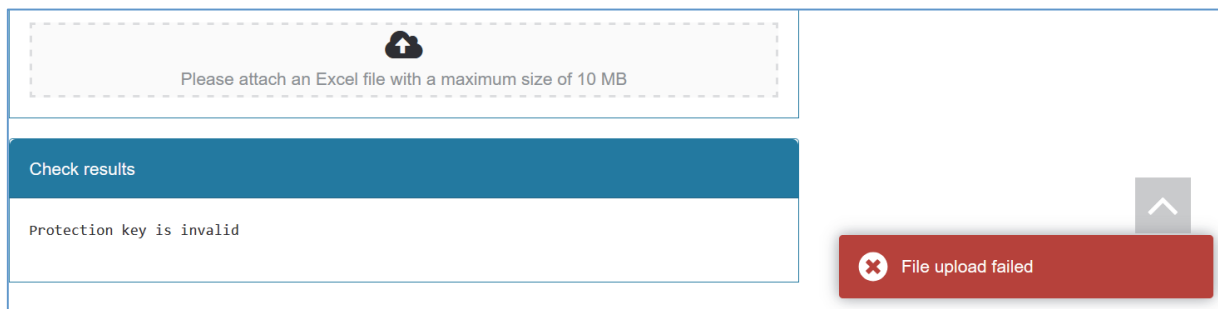 Please attach an Excel file with a maximum size of 10 MB
Check results
Protection key is invalid
File upload failed